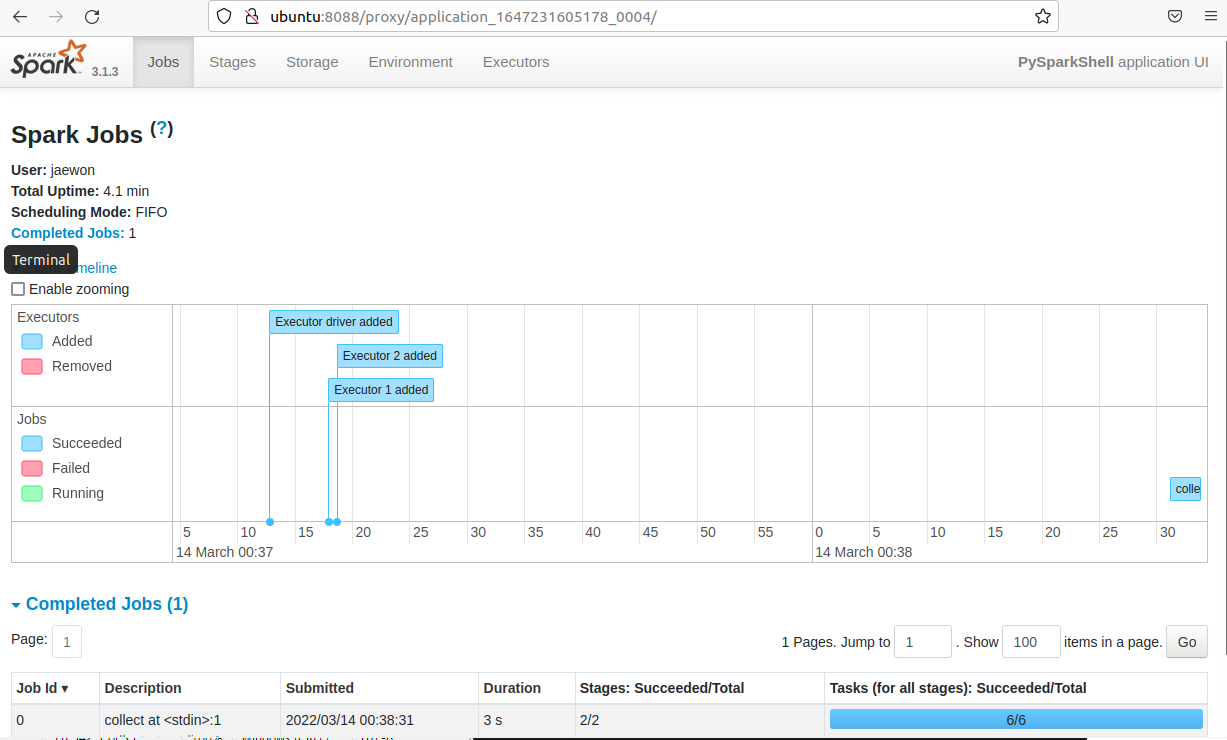 ubuntu:8088/proxy/application_1647231605178_0004/
APACHE Spark 3.1.3 Jobs Stages Storage Environment Executors PySparkShell application UI
Spark Jobs (?)
User: jaewon
Total Uptime: 4.1 min
Scheduling Mode: FIFO
Completed Jobs: 1
Terminal meline
Enable zooming
Executors
Added
Removed
Executor driver added
Executor 2 added
Executor 1 added
Jobs
Succeeded
Failed
Running
colle
5 10 15 20 25 30 35 40 45 50 55 0 5 10 15 20 25 30
14 March 00:37 14 March 00:38
Completed Jobs (1)
Page: 1 1 Pages. Jump to 1 . Show 100 items in a page. Go
Job Id ▾ Description Submitted Duration Stages: Succeeded/Total Tasks (for all stages): Succeeded/Total
0 collect at <stdin>:1 2022/03/14 00:38:31 3 s 2/2 6/6